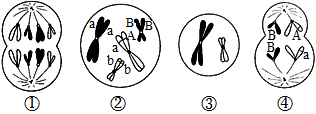 a a B B A
b b
B A
B a
① ② ③ ④